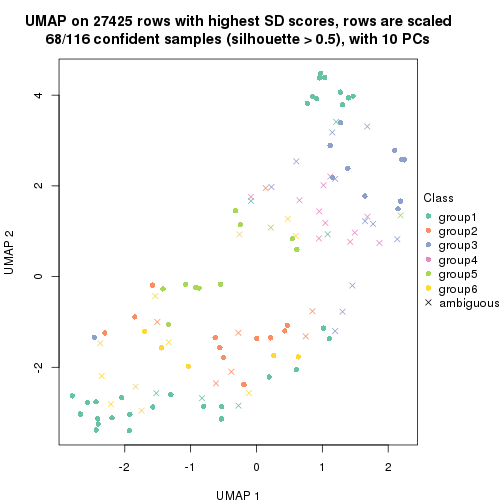 UMAP on 27425 rows with highest SD scores, rows are scaled
68/116 confident samples (silhouette > 0.5), with 10 PCs
UMAP 2
4
2
0
-2
-2
-1
0
1
2
UMAP 1
Class
group1
group2
group3
group4
group5
group6
ambiguous